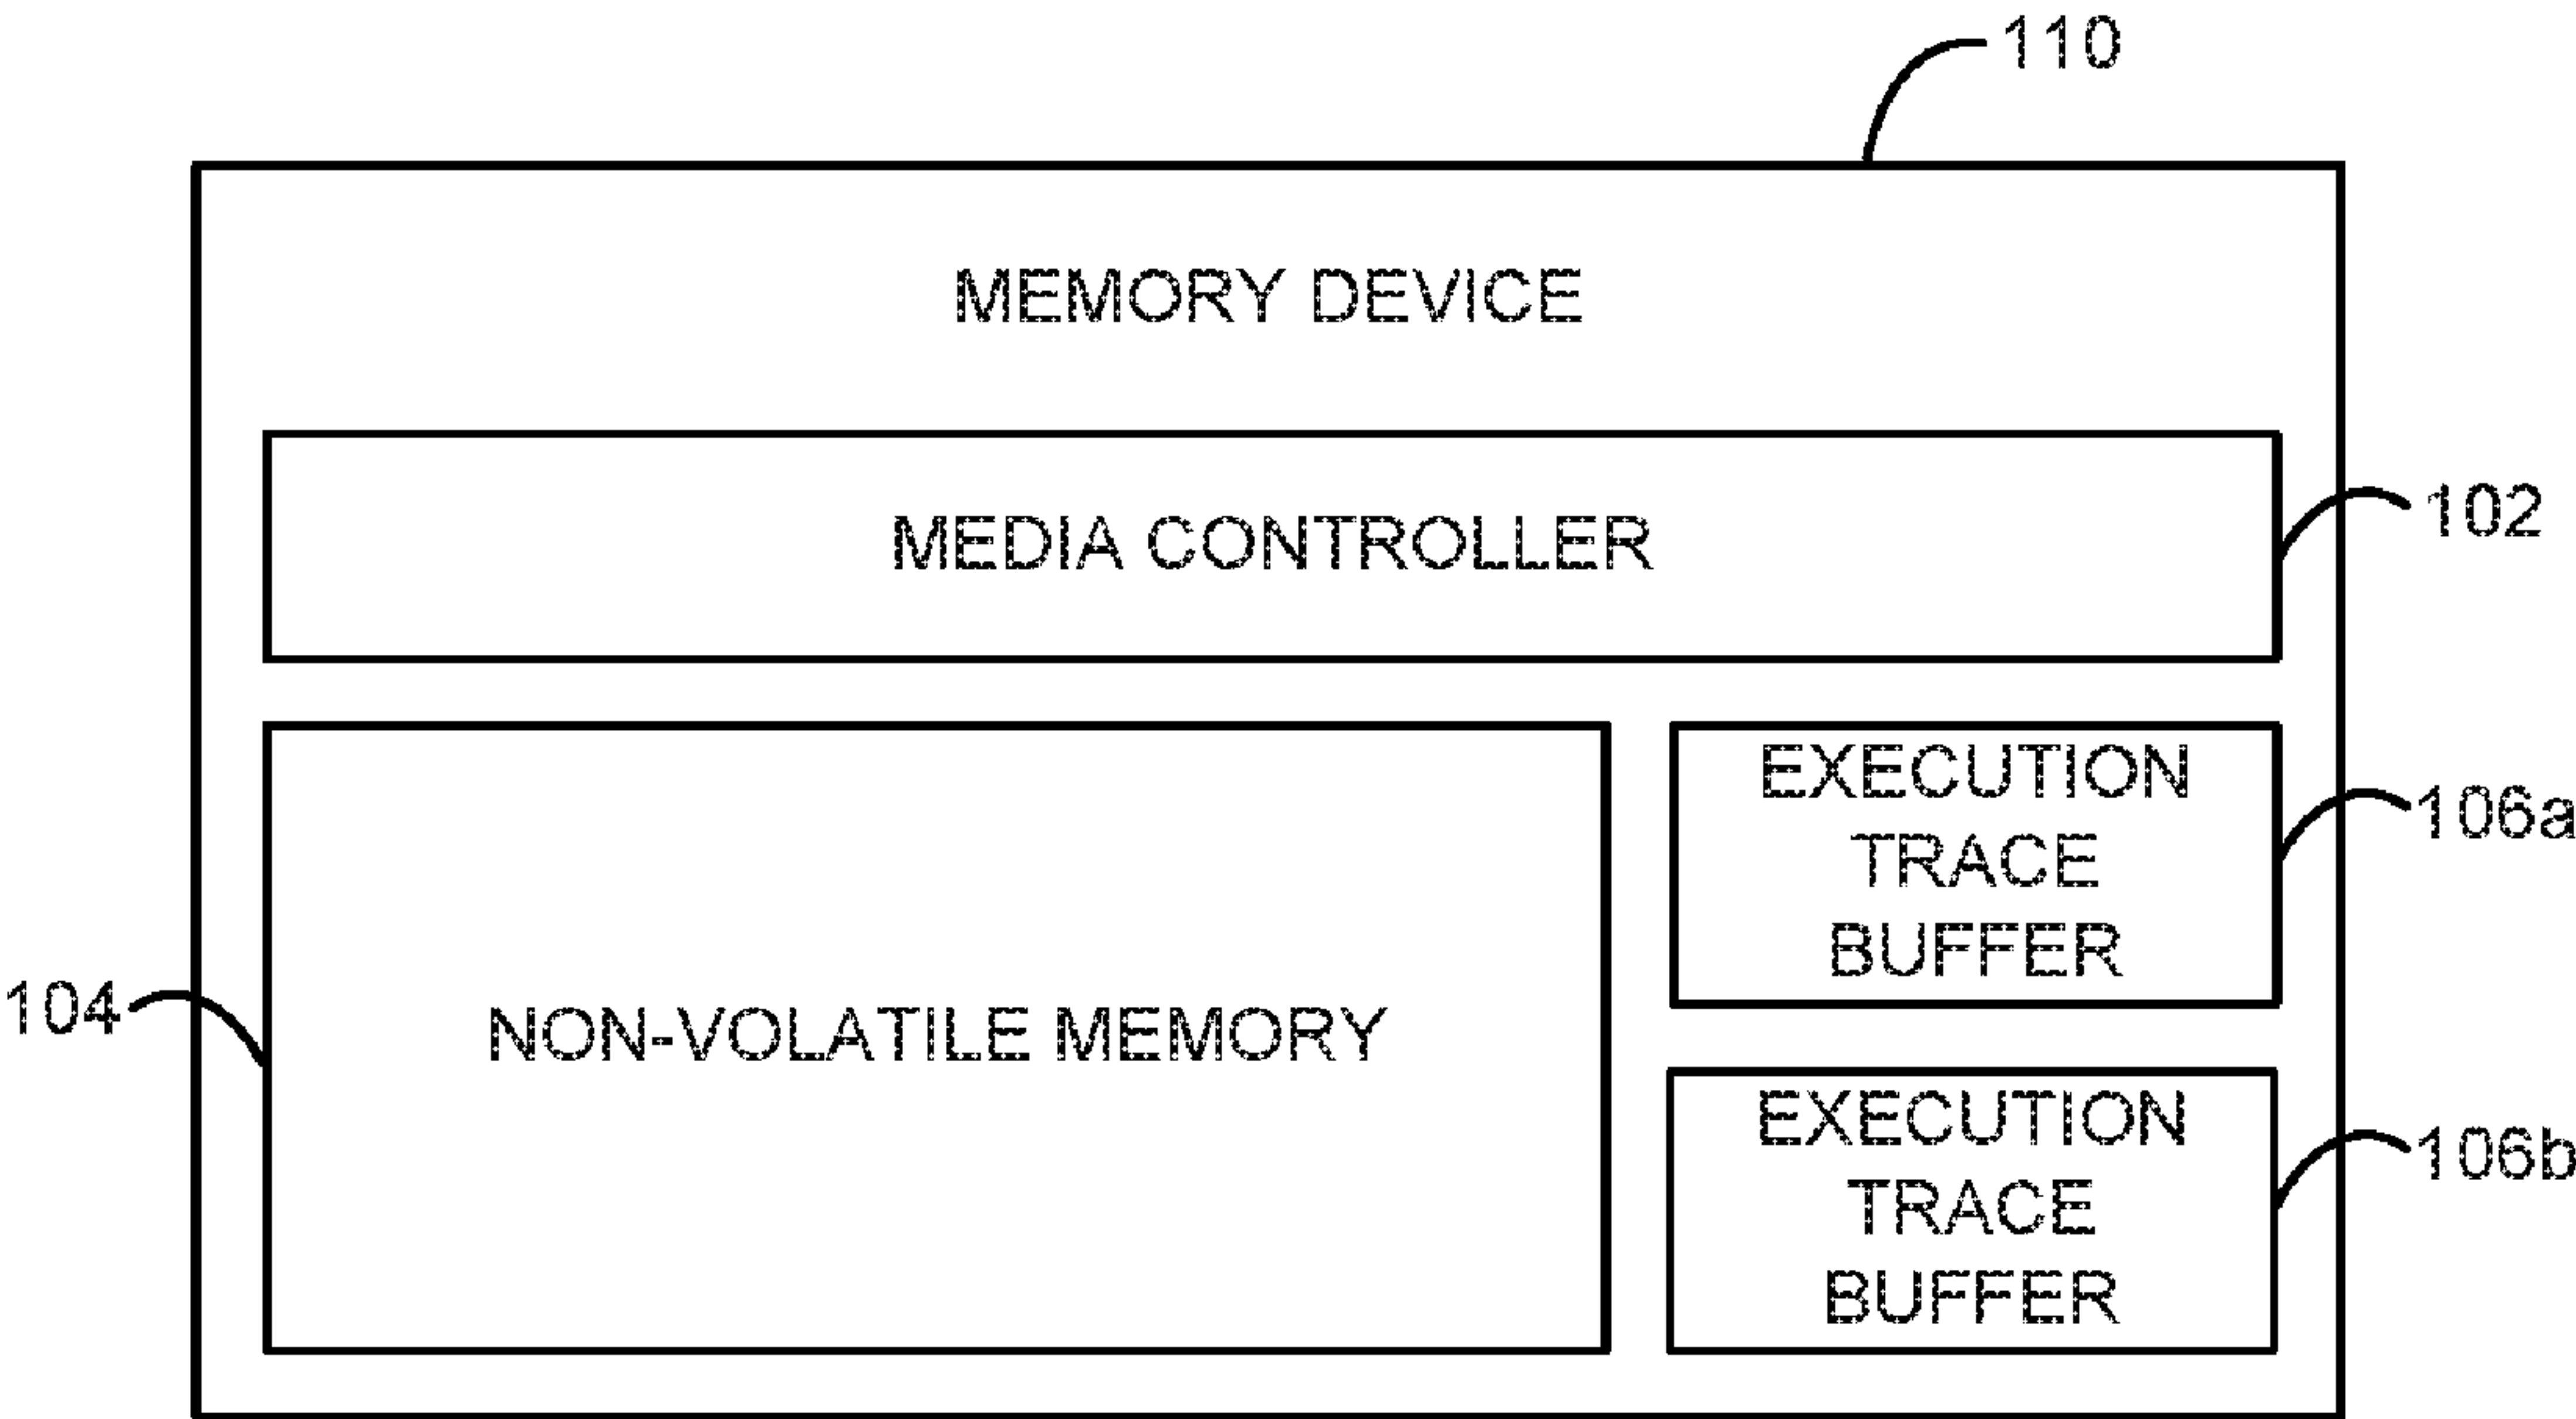 110
MEMORY DEVICE
MEDIA CONTROLLER
102
EXECUTION
TRACE
BUFFER
106a
104
NON-VOLATILE MEMORY
EXECUTION
TRACE
BUFFER
106b